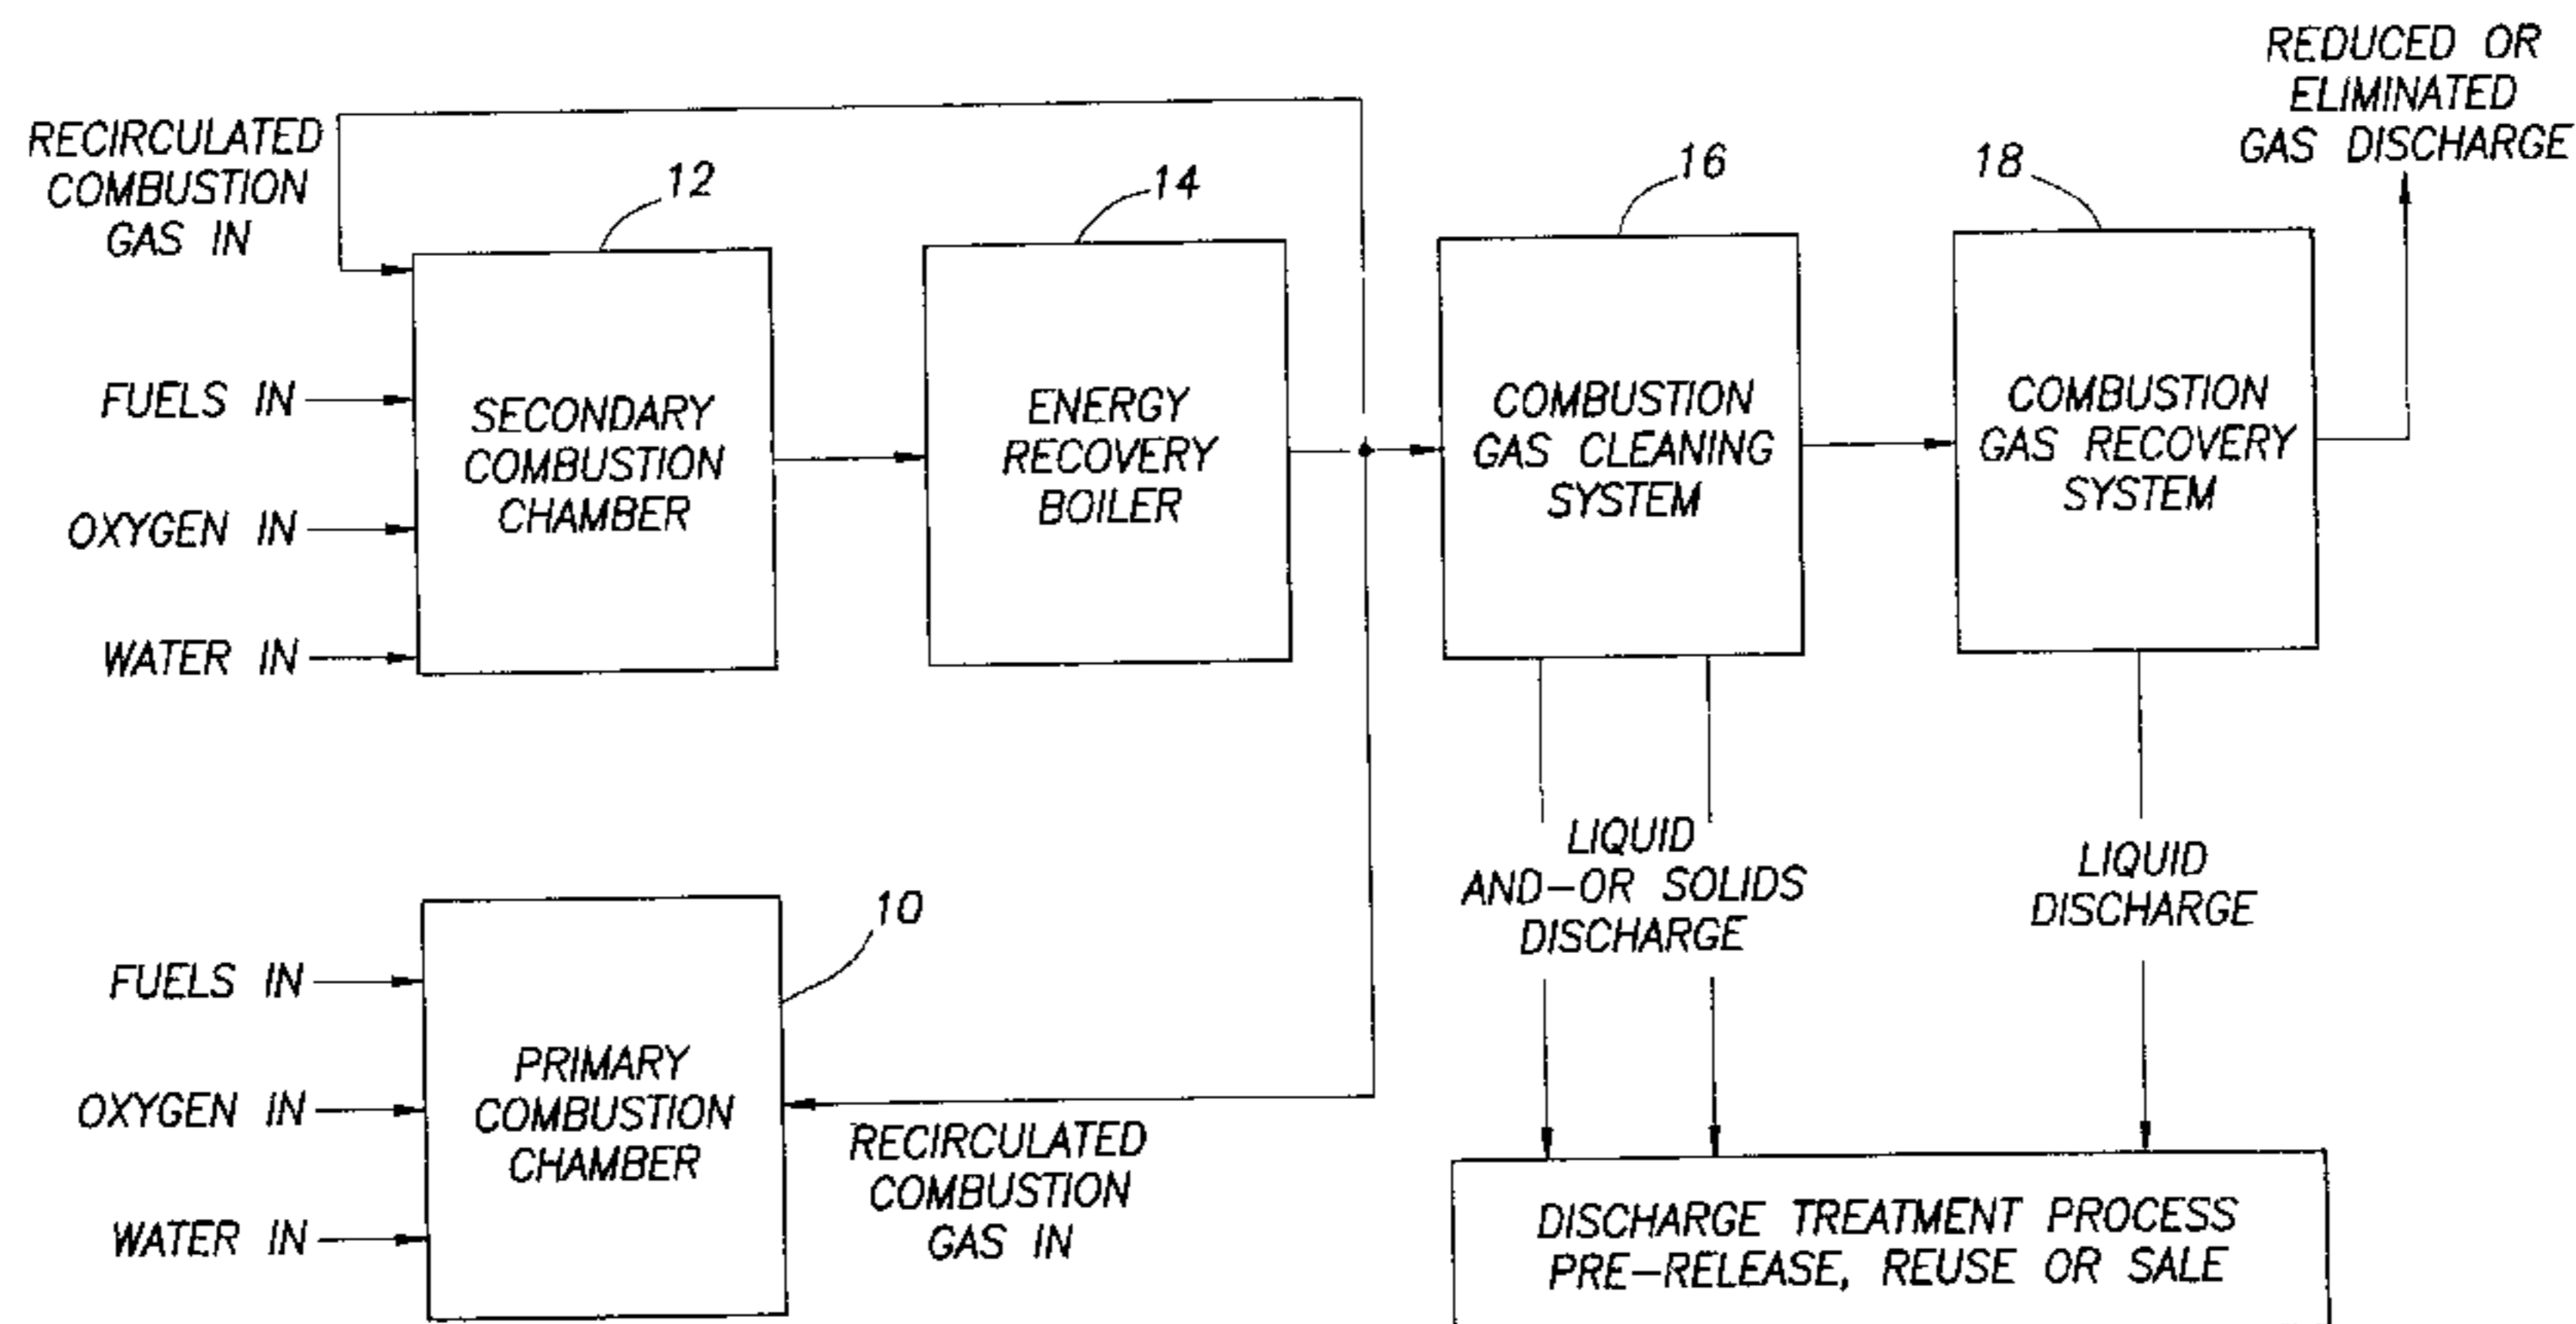 REDUCED OR
ELIMINATED
GAS DISCHARGE
RECIRCULATED
COMBUSTION
GAS IN
12
14
16
18
FUELS IN
OXYGEN IN
WATER IN
SECONDARY
COMBUSTION
CHAMBER
ENERGY
RECOVERY
BOILER
COMBUSTION
GAS CLEANING
SYSTEM
COMBUSTION
GAS RECOVERY
SYSTEM
LIQUID
AND-OR SOLIDS
DISCHARGE
LIQUID
DISCHARGE
10
FUELS IN
OXYGEN IN
WATER IN
PRIMARY
COMBUSTION
CHAMBER
RECIRCULATED
COMBUSTION
GAS IN
DISCHARGE TREATMENT PROCESS
PRE-RELEASE, REUSE OR SALE